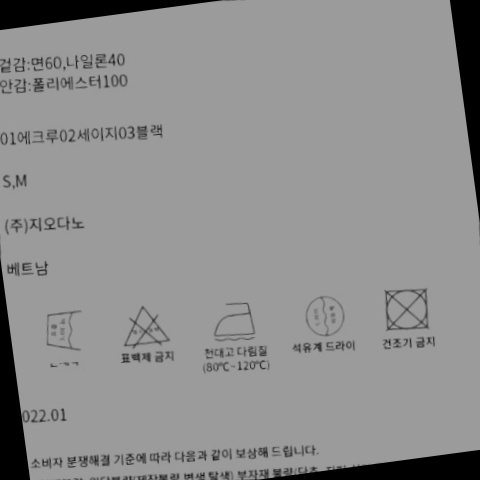 겉감:면60,나일론40
안감:폴리에스터100
01에크루02세이지03블랙
S,M
(주)지오다노
베트남
표백제 금지
천대고 다림질
(80℃~120℃)
석유계 드라이
건조기 금지
022.01
소비자 분쟁해결 기준에 따라 다음과 같이 보상해 드립니다.